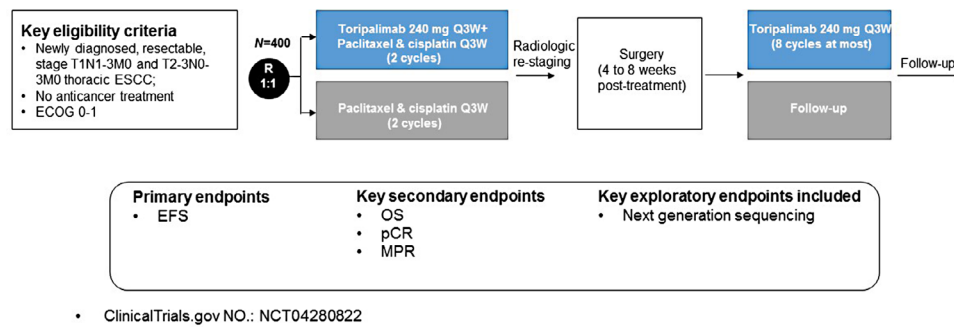 Key eligibility criteria
• Newly diagnosed, resectable,
stage T1N1-3M0 and T2-3N0-
3M0 thoracic ESCC;
• No anticancer treatment
• ECOG 0-1
N=400
R
1:1
Toripalimab 240 mg Q3W+
Paclitaxel & cisplatin Q3W
(2 cycles)
Paclitaxel & cisplatin Q3W
(2 cycles)
Radiologic
re-staging
Surgery
(4 to 8 weeks
post-treatment)
Toripalimab 240 mg Q3W
(8 cycles at most)
Follow-up
Follow-up
Primary endpoints
• EFS
Key secondary endpoints
• OS
• pCR
• MPR
Key exploratory endpoints included
• Next generation sequencing
• ClinicalTrials.gov NO.: NCT04280822